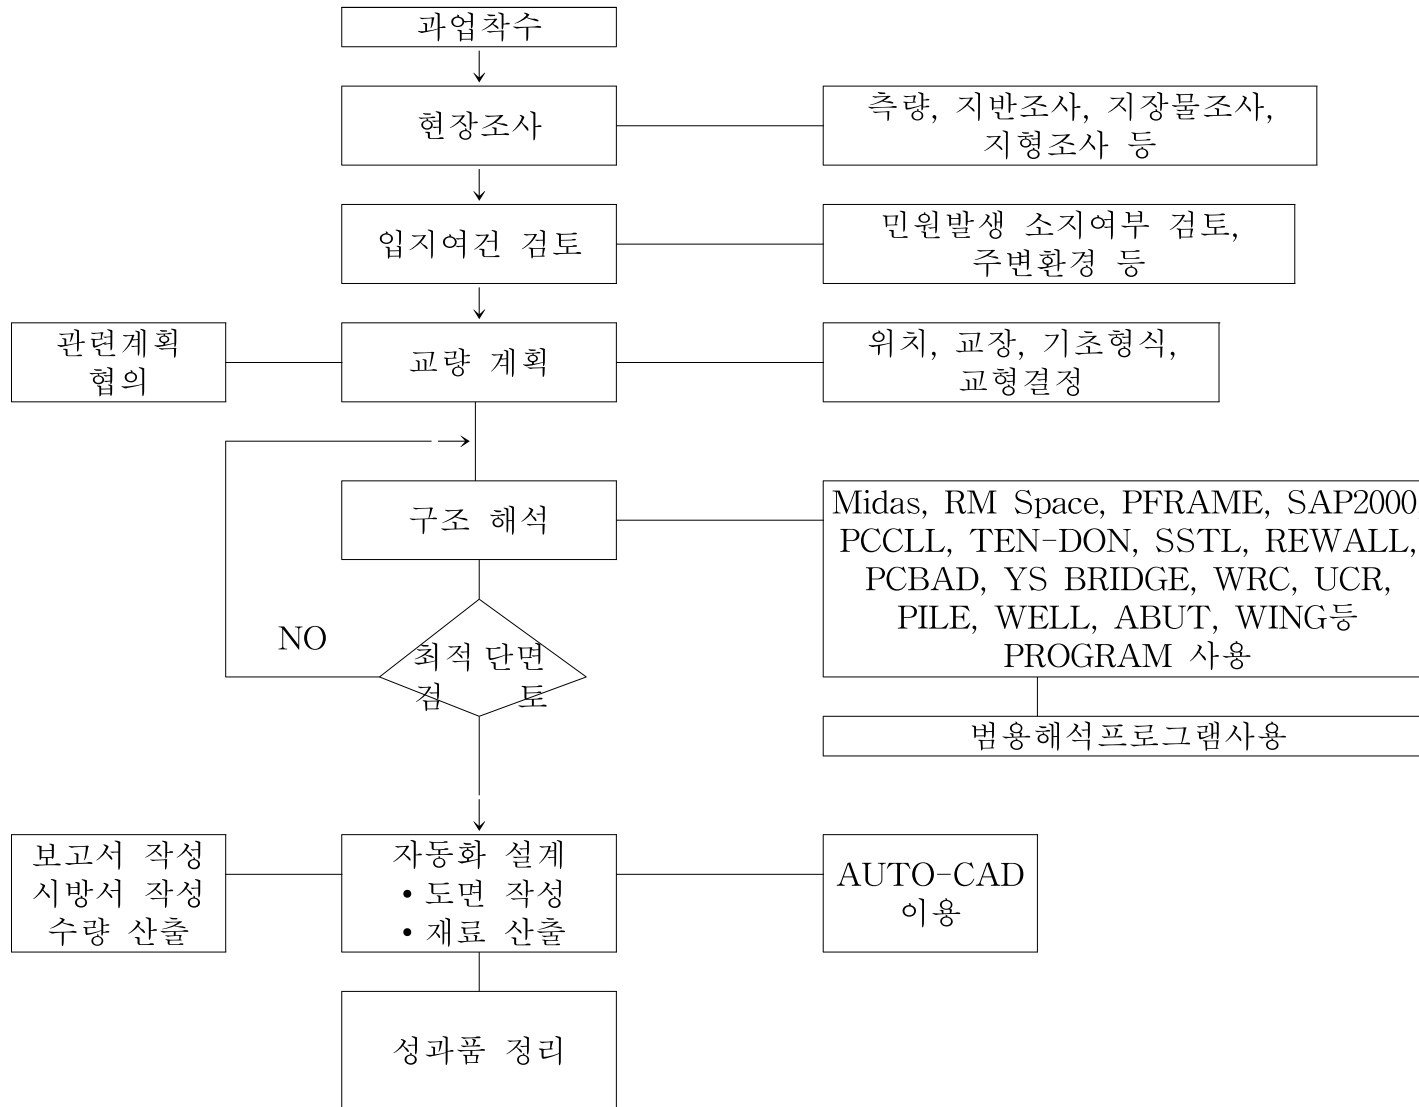 과업착수
현장조사
측량, 지반조사, 지장물조사,
지형조사 등
입지여건 검토
민원발생 소지여부 검토,
주변환경 등
관련계획
협의
교량 계획
위치, 교장, 기초형식,
교형결정
구조 해석
Midas, RM Space, PFRAME, SAP2000,
PCCLL, TEN-DON, SSTL, REWALL,
PCBAD, YS BRIDGE, WRC, UCR,
PILE, WELL, ABUT, WING등
PROGRAM 사용
NO
최적 단면
검 토
범용해석프로그램사용
보고서 작성
시방서 작성
수량 산출
자동화 설계
• 도면 작성
• 재료 산출
AUTO-CAD
이용
성과품 정리